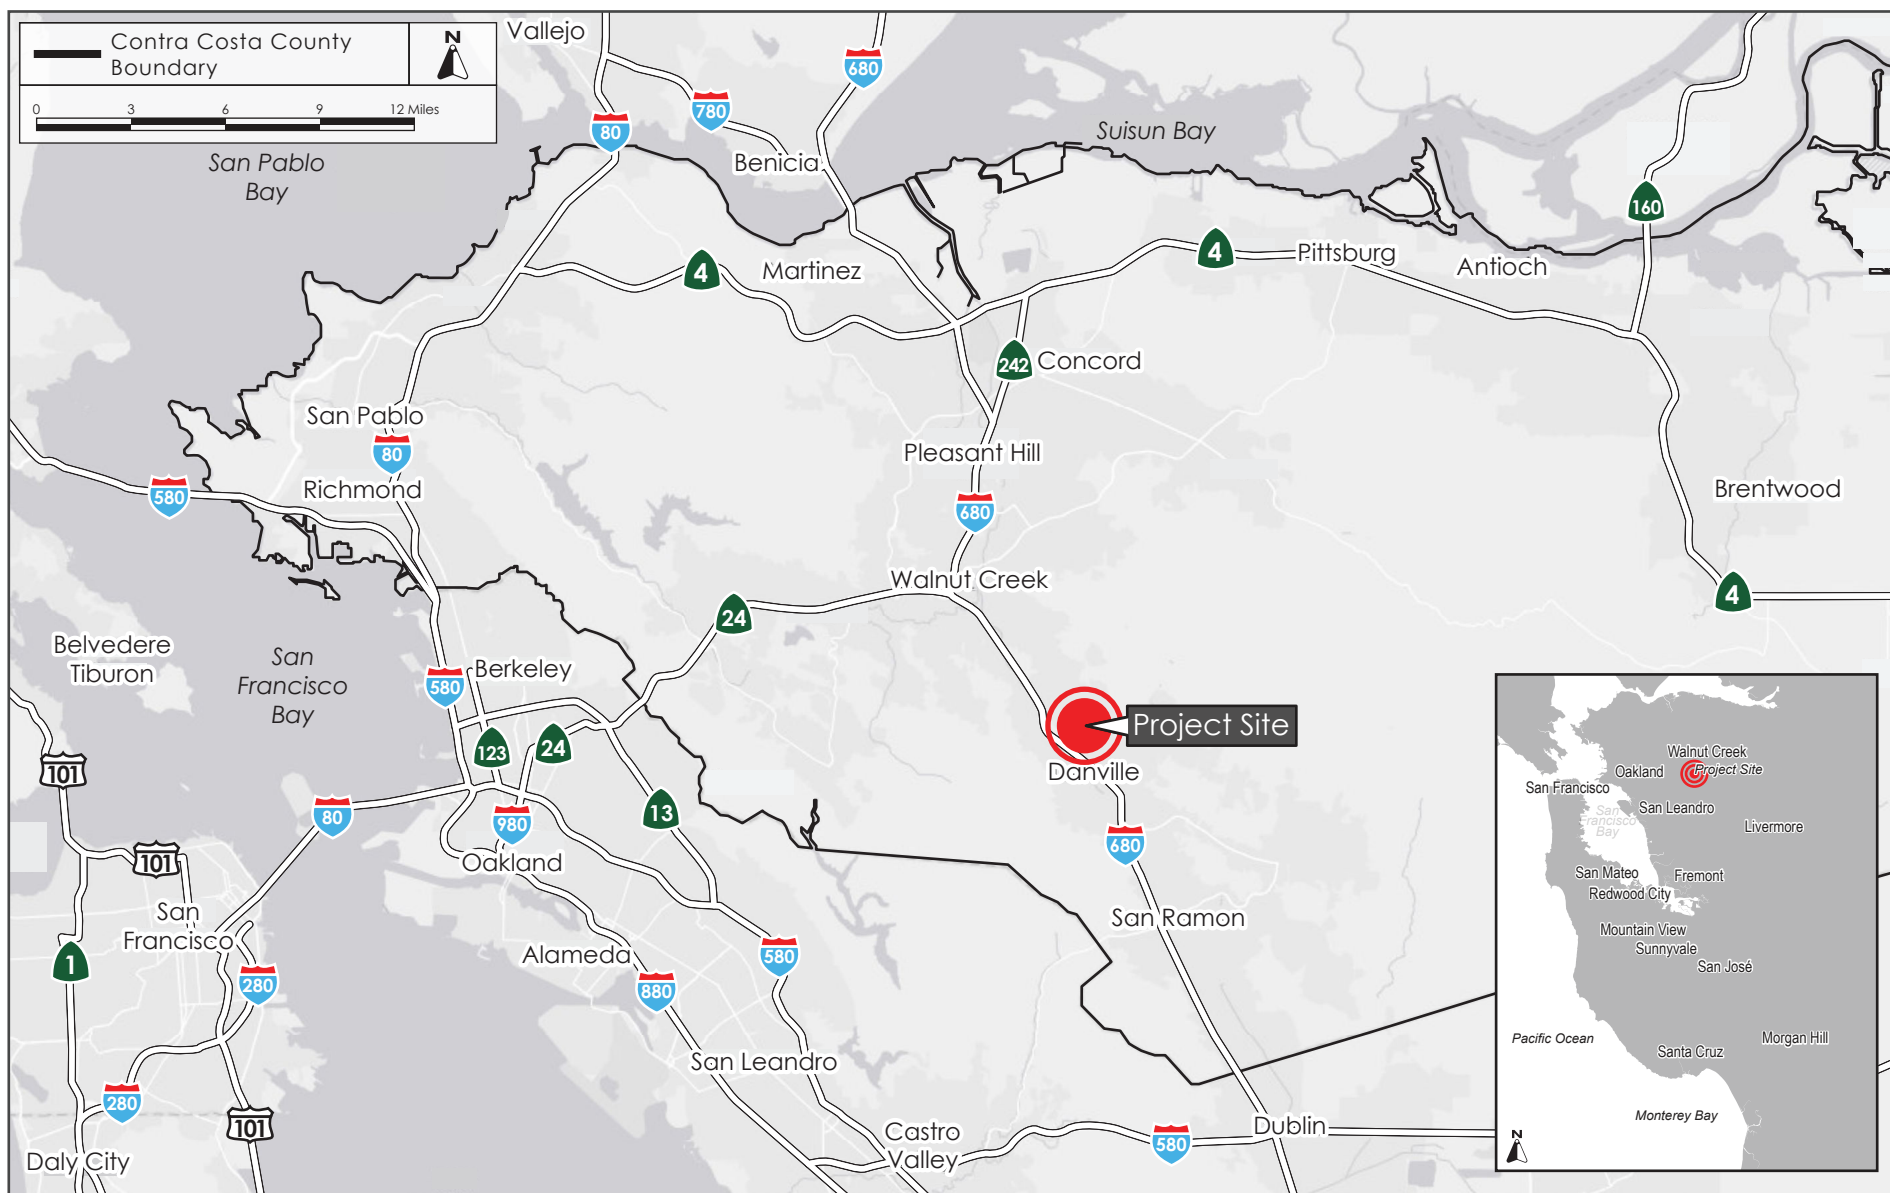 Contra Costa County
Boundary
N
0 3 6 9 12 Miles
Vallejo
680
780
80
Benicia
Suisun Bay
San Pablo
Bay
160
4
Martinez
4
Pittsburg
Antioch
242
Concord
San Pablo
80
Pleasant Hill
580
Richmond
680
Brentwood
Walnut Creek
4
24
Belvedere
Tiburon
San
Francisco
Bay
580
Berkeley
Project Site
123
24
101
Danville
80
980
13
680
101
Oakland
San
Francisco
San Ramon
1
Alameda
580
280
880
San Leandro
280
101
Castro
Valley
580
Dublin
Daly City
Walnut Creek
Oakland
Project Site
San Francisco
San Leandro
San
Francisco
Bay
Livermore
San Mateo
Fremont
Redwood City
Mountain View
Sunnyvale
San José
Pacific Ocean
Morgan Hill
Santa Cruz
Monterey Bay
N